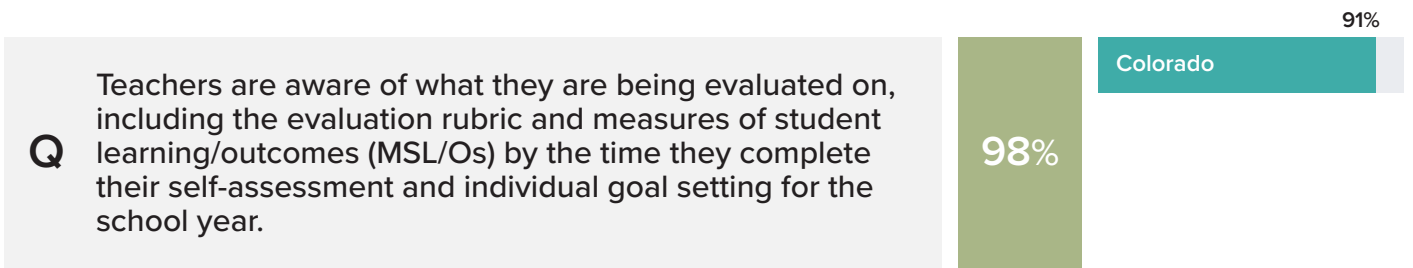 91%
Q
Teachers are aware of what they are being evaluated on,
including the evaluation rubric and measures of student
learning/outcomes (MSL/Os) by the time they complete
their self-assessment and individual goal setting for the
school year.
98%
Colorado